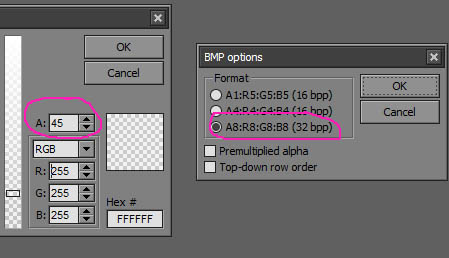 OK
Cancel
A: 45
RGB
R: 255
G: 255
B: 255
Hex #
FFFFFF
BMP options
Format
A1:R5:G5:B5 (16 bpp)
A4:R4:G4:B4 (16 bpp)
A8:R8:G8:B8 (32 bpp)
Premultiplied alpha
Top-down row order
OK
Cancel